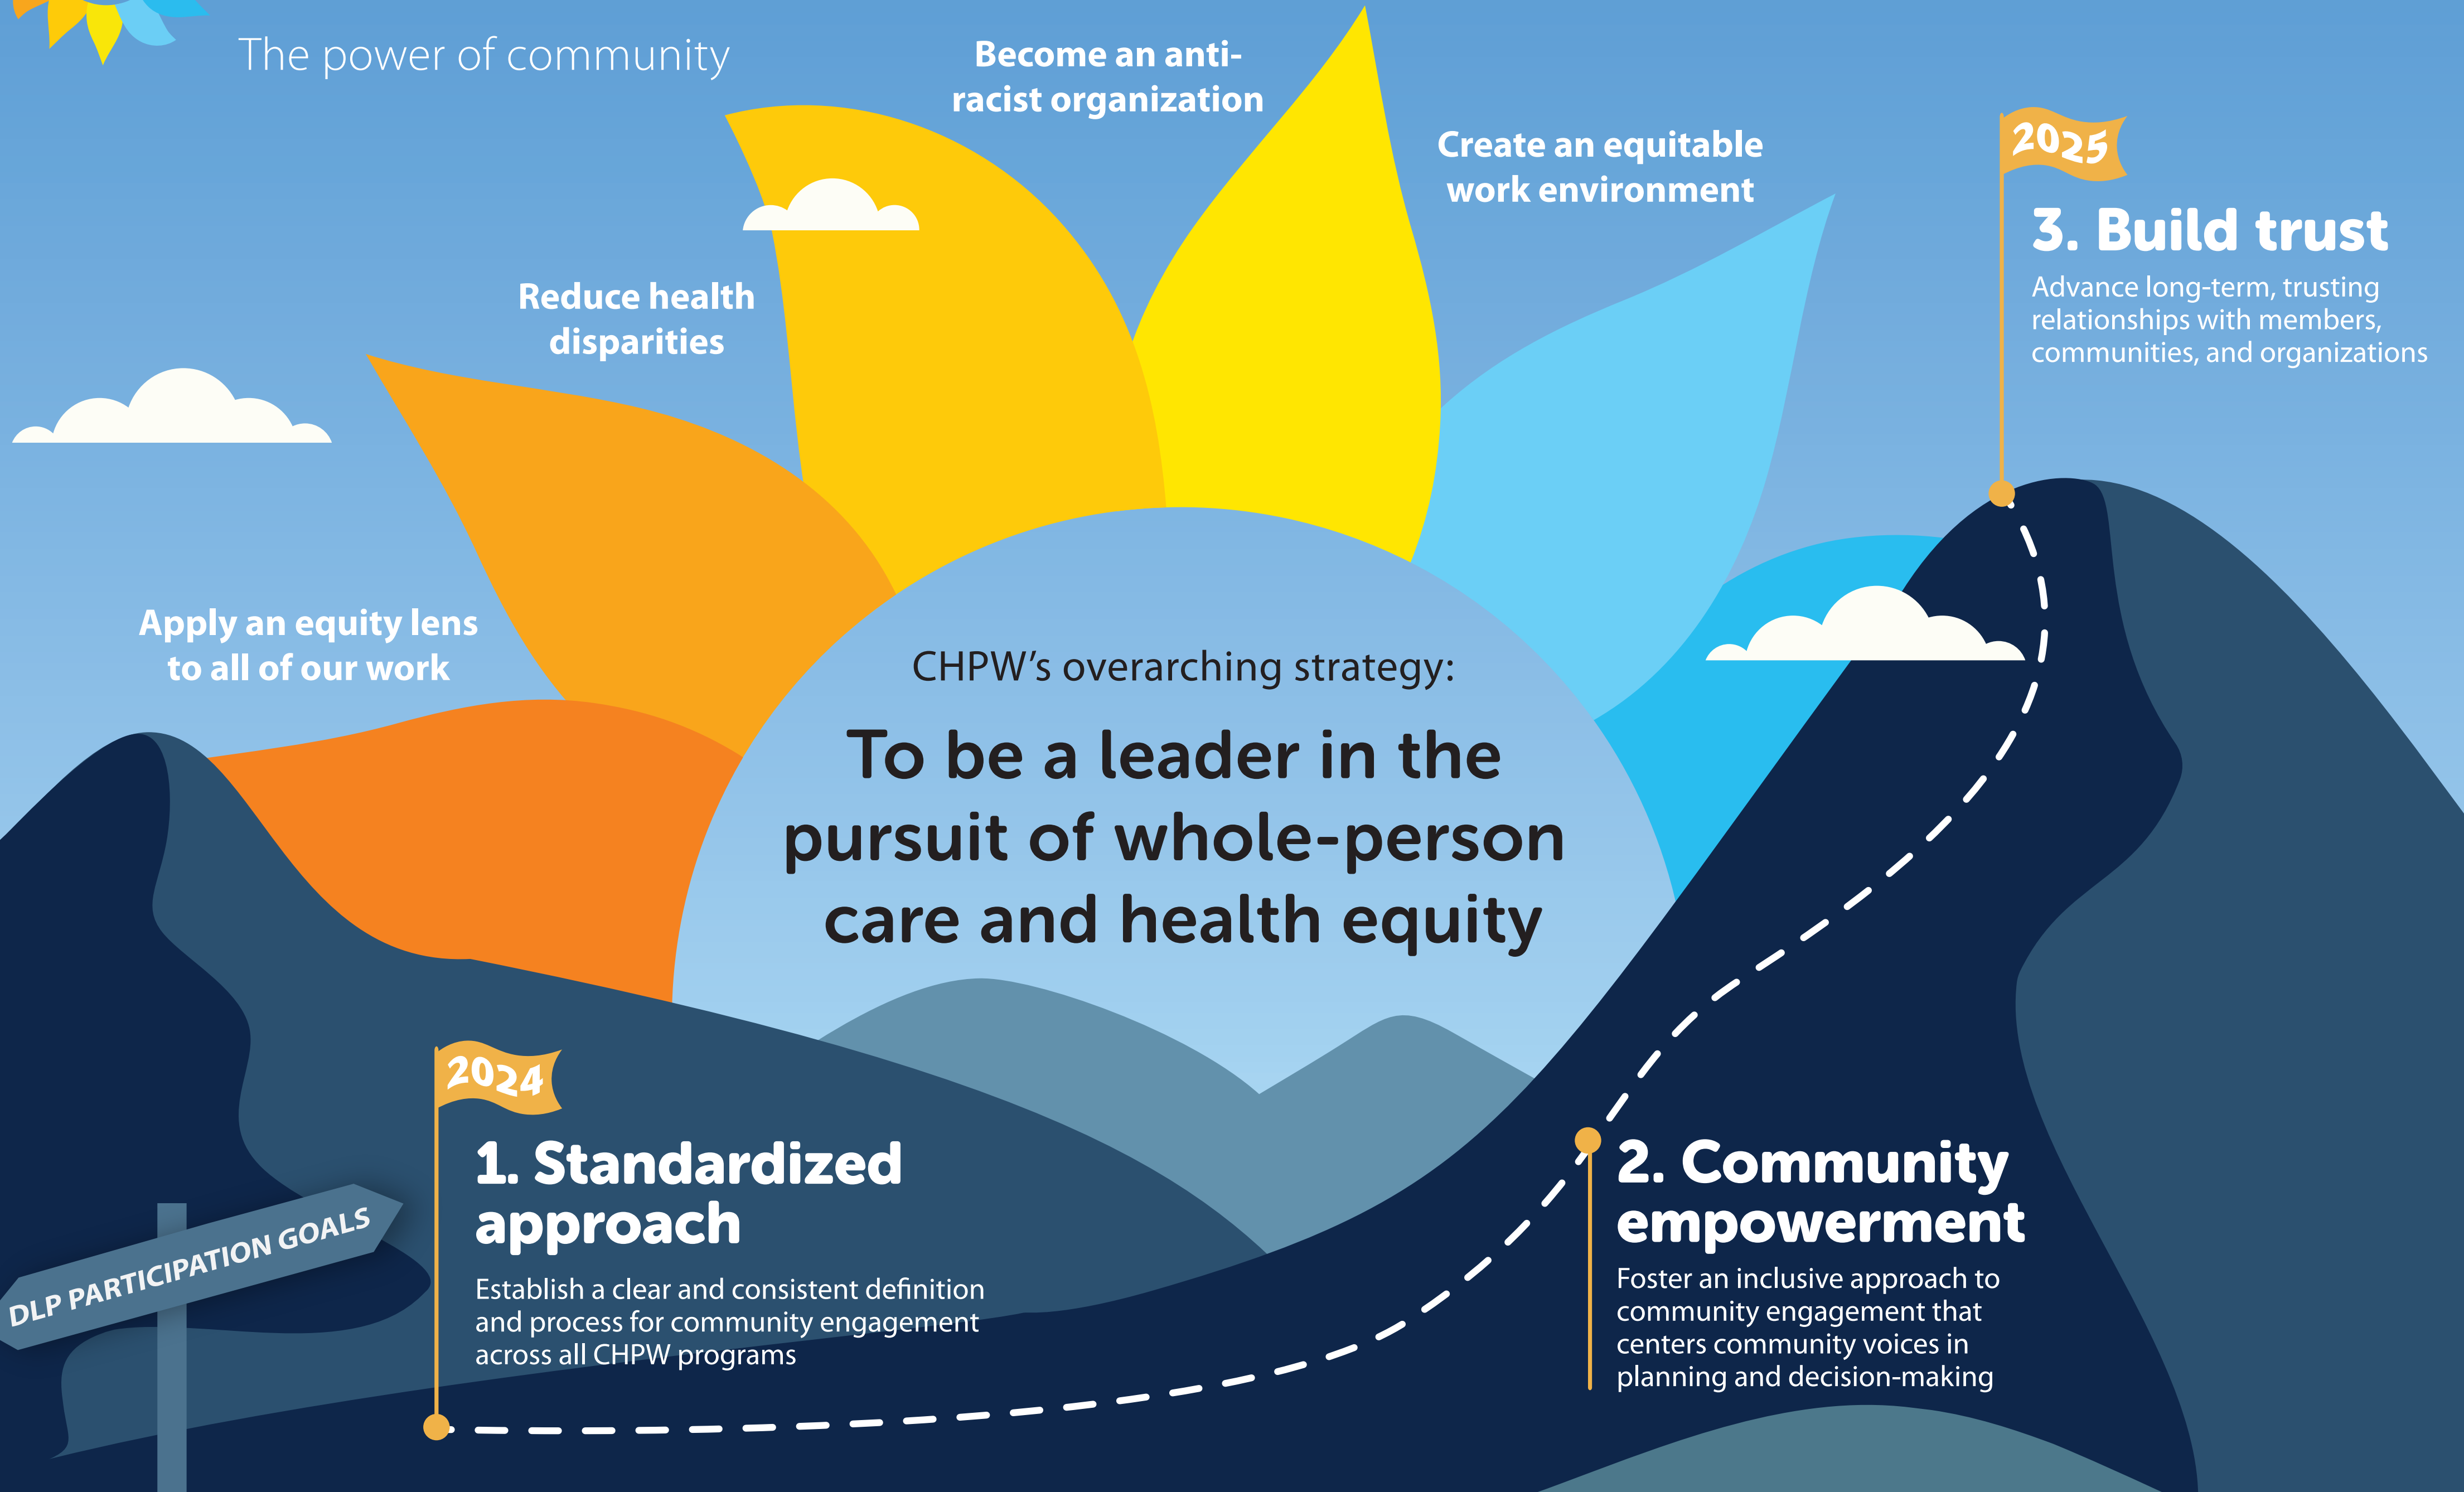 The power of community
Become an anti-
racist organization
Create an equitable
work environment
Reduce health
disparities
Apply an equity lens
to all of our work
CHPW’s overarching strategy:
To be a leader in the
pursuit of whole-person
care and health equity
DLP PARTICIPATION GOALS
2024
1. Standardized
approach
Establish a clear and consistent definition
and process for community engagement
across all CHPW programs
2. Community
empowerment
Foster an inclusive approach to
community engagement that
centers community voices in
planning and decision-making
2025
3. Build trust
Advance long-term, trusting
relationships with members,
communities, and organizations